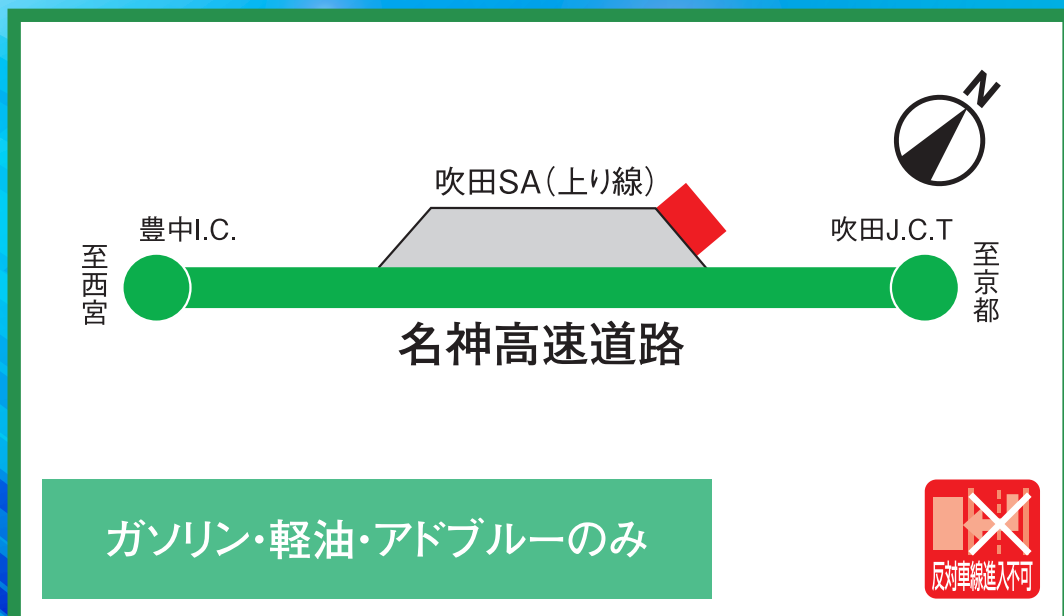 N
吹田SA(上り線)
豊中I.C.
吹田J.C.T
至西宮
至京都
名神高速道路
ガソリン・軽油・アドブルーのみ
反対車線進入不可